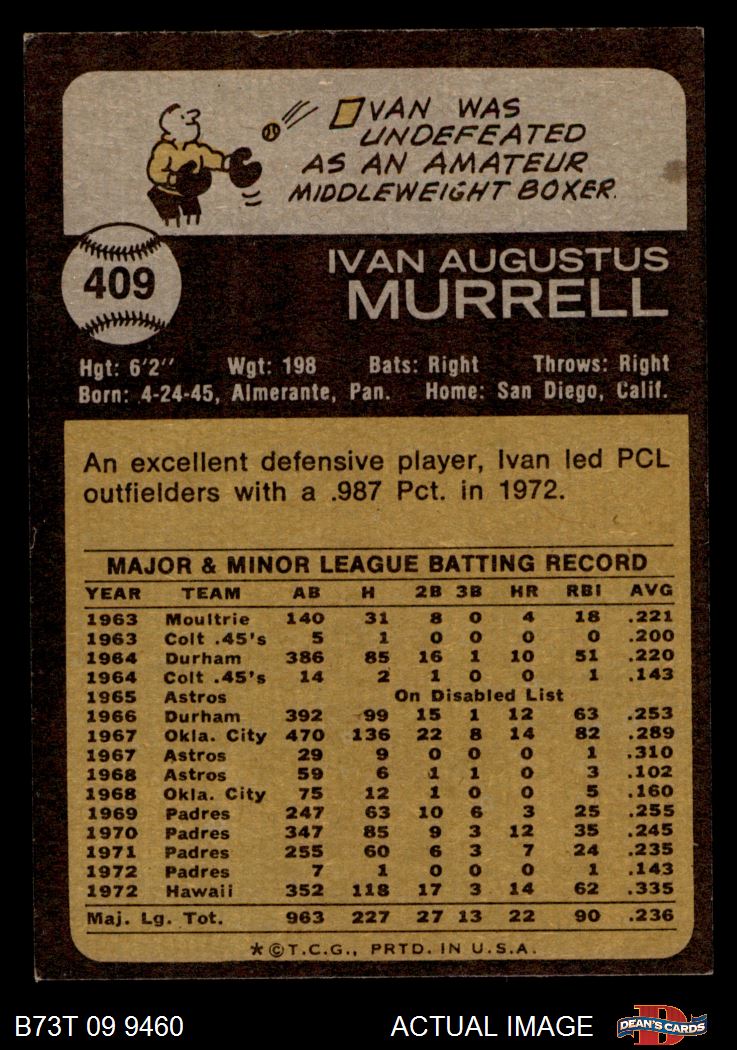 IVAN WAS
UNDEFEATED
AS AN AMATEUR
MIDDLEWEIGHT BOXER.
409
IVAN AUGUSTUS
MURRELL
Hgt: 6'2" Wgt: 198 Bats: Right Throws: Right
Born: 4-24-45, Almerante, Pan. Home: San Diego, Calif.
An excellent defensive player, Ivan led PCL
outfielders with a .987 Pct. in 1972.
MAJOR & MINOR LEAGUE BATTING RECORD
YEAR TEAM AB H 2B 3B HR RBI AVG
1963 Moultrie 140 31 8 0 4 18 .221
1963 Colt .45's 5 1 0 0 0 0 .200
1964 Durham 386 85 16 1 10 51 .220
1964 Colt .45's 14 2 1 0 0 1 .143
1965 Astros On Disabled List
1966 Durham 392 99 15 1 12 63 .253
1967 Okla. City 470 136 22 8 14 82 .289
1967 Astros 29 9 0 0 0 1 .310
1968 Astros 59 6 1 1 0 3 .102
1968 Okla. City 75 12 1 0 0 5 .160
1969 Padres 247 63 10 6 3 25 .255
1970 Padres 347 85 9 3 12 35 .245
1971 Padres 255 60 6 3 7 24 .235
1972 Padres 7 1 0 0 0 1 .143
1972 Hawaii 352 118 17 3 14 62 .335
Maj. Lg. Tot. 963 227 27 13 22 90 .236
*©T.C.G., PRTD. IN U.S.A.
B73T 09 9460 ACTUAL IMAGE DEAN'S CARDS